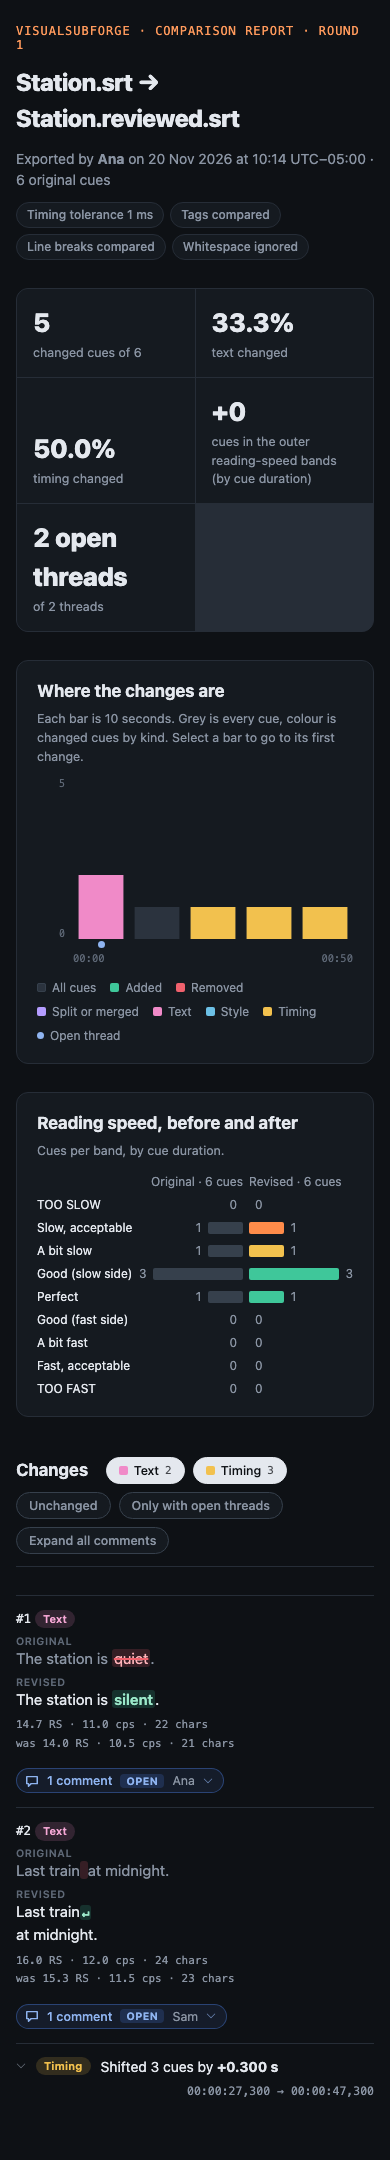 VISUALSUBFORGE · COMPARISON REPORT · ROUND
1
Station.srt →
Station.reviewed.srt
Exported by Ana on 20 Nov 2026 at 10:14 UTC−05:00 ·
6 original cues
Timing tolerance 1 ms
Tags compared
Line breaks compared
Whitespace ignored
5
changed cues of 6
33.3%
text changed
50.0%
timing changed
+0
cues in the outer
reading-speed bands
(by cue duration)
2 open
threads
of 2 threads
Where the changes are
Each bar is 10 seconds. Grey is every cue, colour is
changed cues by kind. Select a bar to go to its first
change.
5
0
00:00
00:50
All cues
Added
Removed
Split or merged
Text
Style
Timing
Open thread
Reading speed, before and after
Cues per band, by cue duration.
Original · 6 cues Revised · 6 cues
TOO SLOW 0 0
Slow, acceptable 1 1
A bit slow 1 1
Good (slow side) 3 3
Perfect 1 1
Good (fast side) 0 0
A bit fast 0 0
Fast, acceptable 0 0
TOO FAST 0 0
Changes
Text 2
Timing 3
Unchanged
Only with open threads
Expand all comments
#1 Text
ORIGINAL
The station is quiet.
REVISED
The station is silent.
14.7 RS · 11.0 cps · 22 chars
was 14.0 RS · 10.5 cps · 21 chars
1 comment OPEN Ana
#2 Text
ORIGINAL
Last train at midnight.
REVISED
Last train↵
at midnight.
16.0 RS · 12.0 cps · 24 chars
was 15.3 RS · 11.5 cps · 23 chars
1 comment OPEN Sam
Timing Shifted 3 cues by +0.300 s
00:00:27,300 → 00:00:47,300